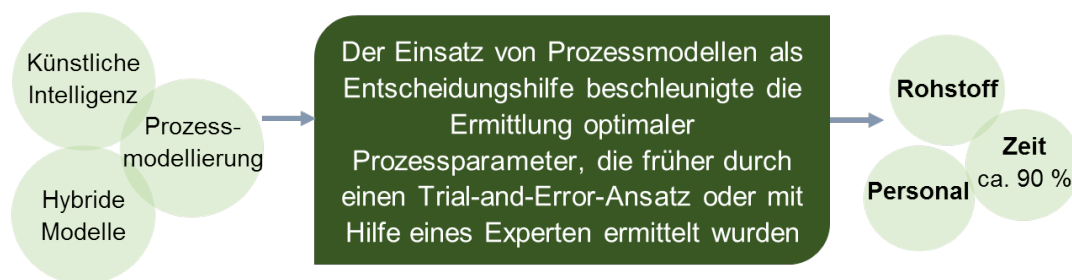 Künstliche
Intelligenz
Prozess-
modellierung
Hybride
Modelle
Der Einsatz von Prozessmodellen als
Entscheidungshilfe beschleunigte die
Ermittlung optimaler
Prozessparameter, die früher durch
einen Trial-and-Error-Ansatz oder mit
Hilfe eines Experten ermittelt wurden
Rohstoff
Zeit
ca. 90 %
Personal